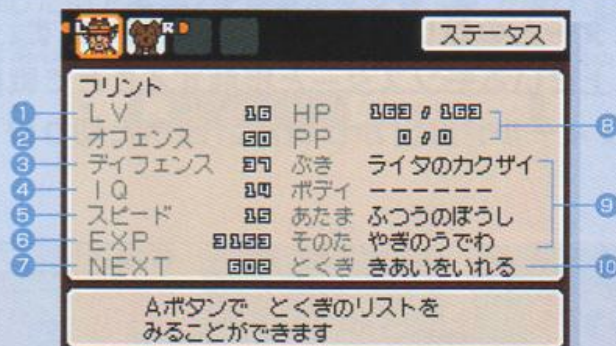 L R ステータス
フリント
① LV 16 HP 163/163 ⑧
② オフェンス 50 PP 0/0
③ ディフェンス 37 ぶき ライタのカクザイ ⑨
④ IQ 14 ボディ ------
⑤ スピード 15 あたま ふつうのぼうし
⑥ EXP 3153 そのた やぎのうでわ
⑦ NEXT 602 とくぎ きあいをいれる ⑩
Aボタンで とくぎのリストを
みることができます